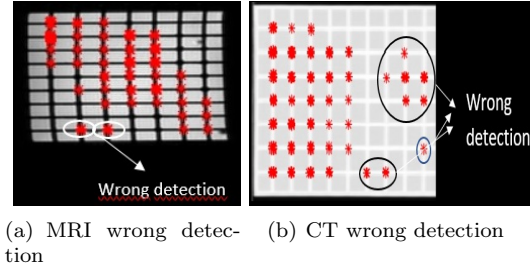 Wrong detection
Wrong
detection
(a) MRI wrong detec-
tion
(b) CT wrong detection